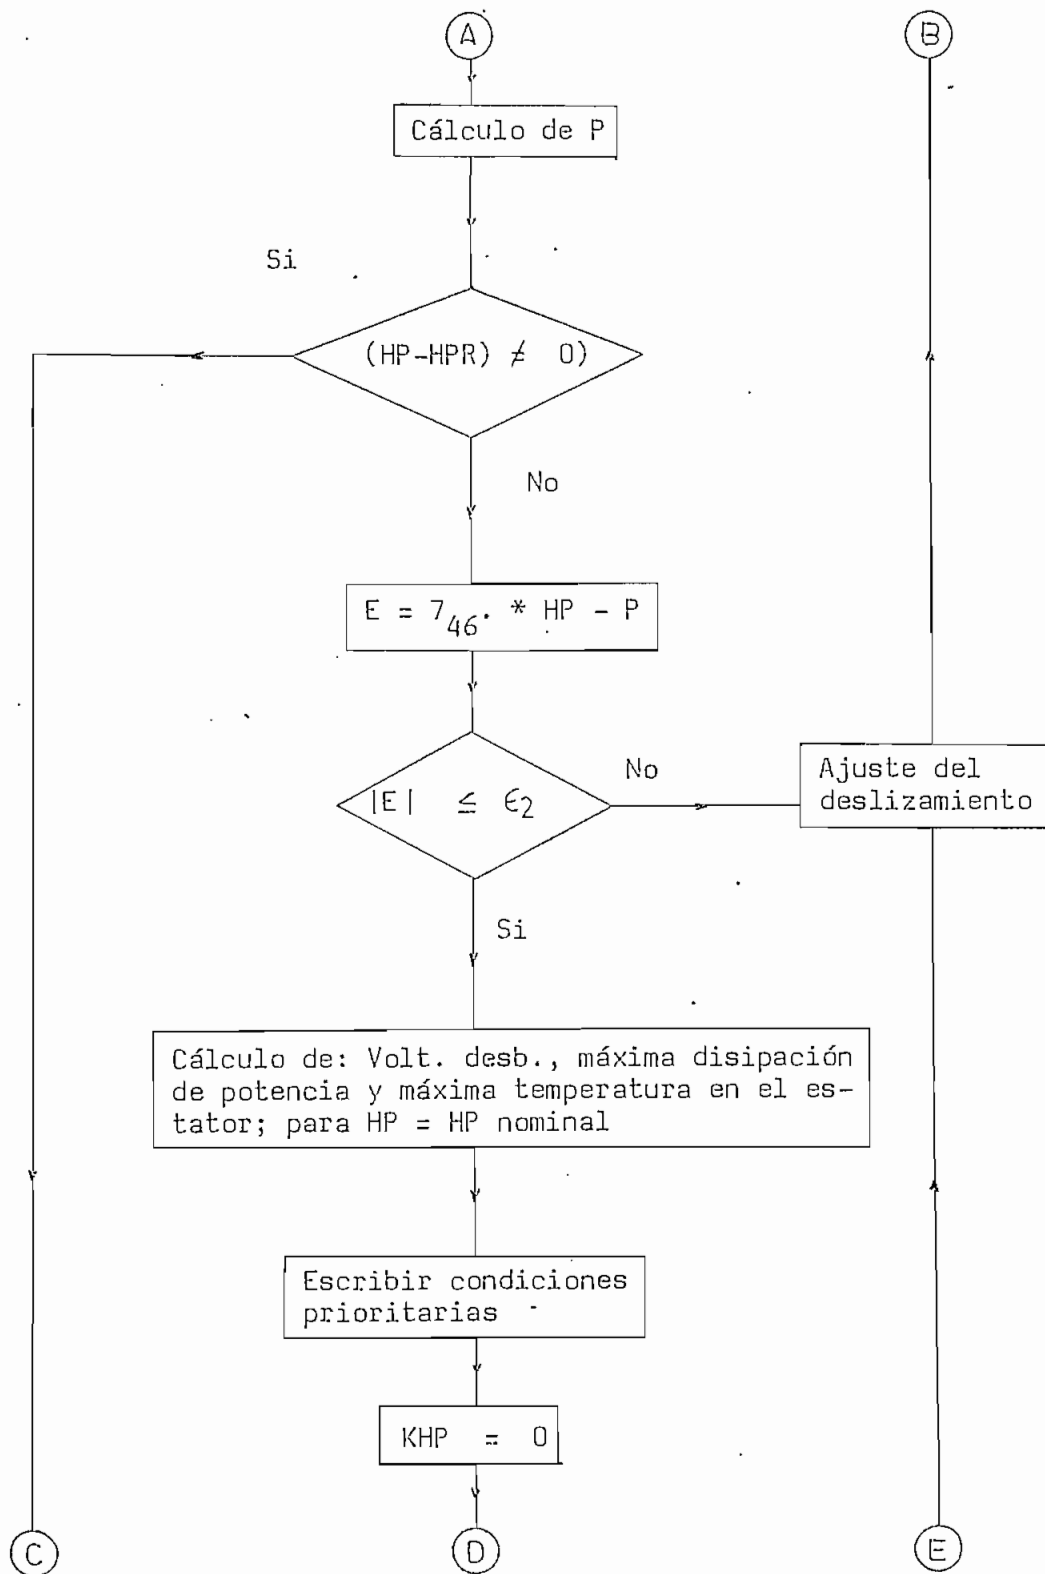 A
B
Cálculo de P
Si
(HP-HPR) ≠ 0)
No
E = 746. * HP - P
|E| ≤ ϵ2
No
Ajuste del
deslizamiento
Si
Cálculo de: Volt. desb., máxima disipación
de potencia y máxima temperatura en el es-
tator; para HP = HP nominal
Escribir condiciones
prioritarias
KHP = 0
C
D
E